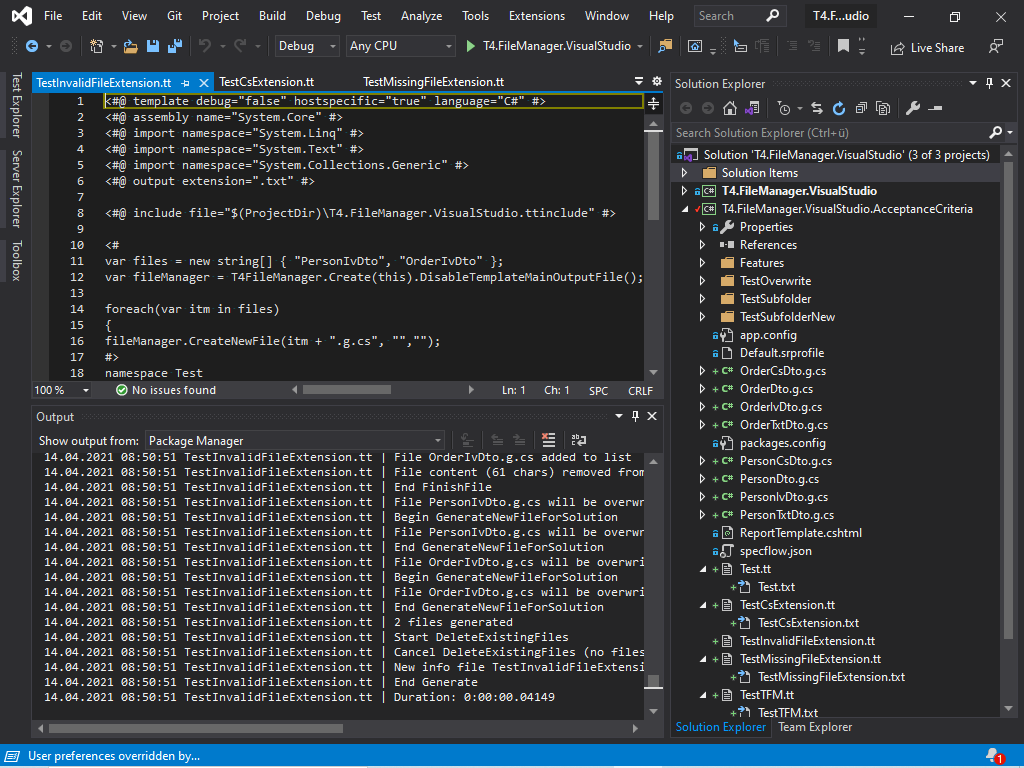 File Edit View Git Project Build Debug Test Analyze Tools Extensions Window Help Search T4.F...udio
Debug Any CPU T4.FileManager.VisualStudio Live Share
Test Explorer
Server Explorer
Toolbox
TestInvalidFileExtension.tt TestCsExtension.tt TestMissingFileExtension.tt
1 <#@ template debug="false" hostspecific="true" language="C#" #>
2 <#@ assembly name="System.Core" #>
3 <#@ import namespace="System.Linq" #>
4 <#@ import namespace="System.Text" #>
5 <#@ import namespace="System.Collections.Generic" #>
6 <#@ output extension=".txt" #>
7
8 <#@ include file="$(ProjectDir)\T4.FileManager.VisualStudio.ttinclude" #>
9
10 <#
11 var files = new string[] { "PersonIvDto", "OrderIvDto" };
12 var fileManager = T4FileManager.Create(this).DisableTemplateMainOutputFile();
13
14 foreach(var itm in files)
15 {
16 fileManager.CreateNewFile(itm + ".g.cs", "","");
17 #>
18 namespace Test
100 % No issues found Ln: 1 Ch: 1 SPC CRLF
Output
Show output from: Package Manager
14.04.2021 08:50:51 TestInvalidFileExtension.tt | File OrderIvDto.g.cs added to list
14.04.2021 08:50:51 TestInvalidFileExtension.tt | File content (61 chars) removed from
14.04.2021 08:50:51 TestInvalidFileExtension.tt | End FinishFile
14.04.2021 08:50:51 TestInvalidFileExtension.tt | File PersonIvDto.g.cs will be overwr
14.04.2021 08:50:51 TestInvalidFileExtension.tt | Begin GenerateNewFileForSolution
14.04.2021 08:50:51 TestInvalidFileExtension.tt | File PersonIvDto.g.cs will be overwr
14.04.2021 08:50:51 TestInvalidFileExtension.tt | End GenerateNewFileForSolution
14.04.2021 08:50:51 TestInvalidFileExtension.tt | File OrderIvDto.g.cs will be overwri
14.04.2021 08:50:51 TestInvalidFileExtension.tt | Begin GenerateNewFileForSolution
14.04.2021 08:50:51 TestInvalidFileExtension.tt | File OrderIvDto.g.cs will be overwri
14.04.2021 08:50:51 TestInvalidFileExtension.tt | End GenerateNewFileForSolution
14.04.2021 08:50:51 TestInvalidFileExtension.tt | 2 files generated
14.04.2021 08:50:51 TestInvalidFileExtension.tt | Start DeleteExistingFiles
14.04.2021 08:50:51 TestInvalidFileExtension.tt | Cancel DeleteExistingFiles (no files
14.04.2021 08:50:51 TestInvalidFileExtension.tt | New info file TestInvalidFileExtensi
14.04.2021 08:50:51 TestInvalidFileExtension.tt | End Generate
14.04.2021 08:50:51 TestInvalidFileExtension.tt | Duration: 0:00:00.04149
Solution Explorer
Search Solution Explorer (Ctrl+ü)
Solution 'T4.FileManager.VisualStudio' (3 of 3 projects)
Solution Items
T4.FileManager.VisualStudio
T4.FileManager.VisualStudio.AcceptanceCriteria
Properties
References
Features
TestOverwrite
TestSubfolder
TestSubfolderNew
app.config
Default.srprofile
OrderCsDto.g.cs
OrderDto.g.cs
OrderIvDto.g.cs
OrderTxtDto.g.cs
packages.config
PersonCsDto.g.cs
PersonDto.g.cs
PersonIvDto.g.cs
PersonTxtDto.g.cs
ReportTemplate.cshtml
specflow.json
Test.tt
Test.txt
TestCsExtension.tt
TestCsExtension.txt
TestInvalidFileExtension.tt
TestMissingFileExtension.tt
TestMissingFileExtension.txt
TestTFM.tt
TestTFM.txt
Solution Explorer Team Explorer
User preferences overridden by... 1